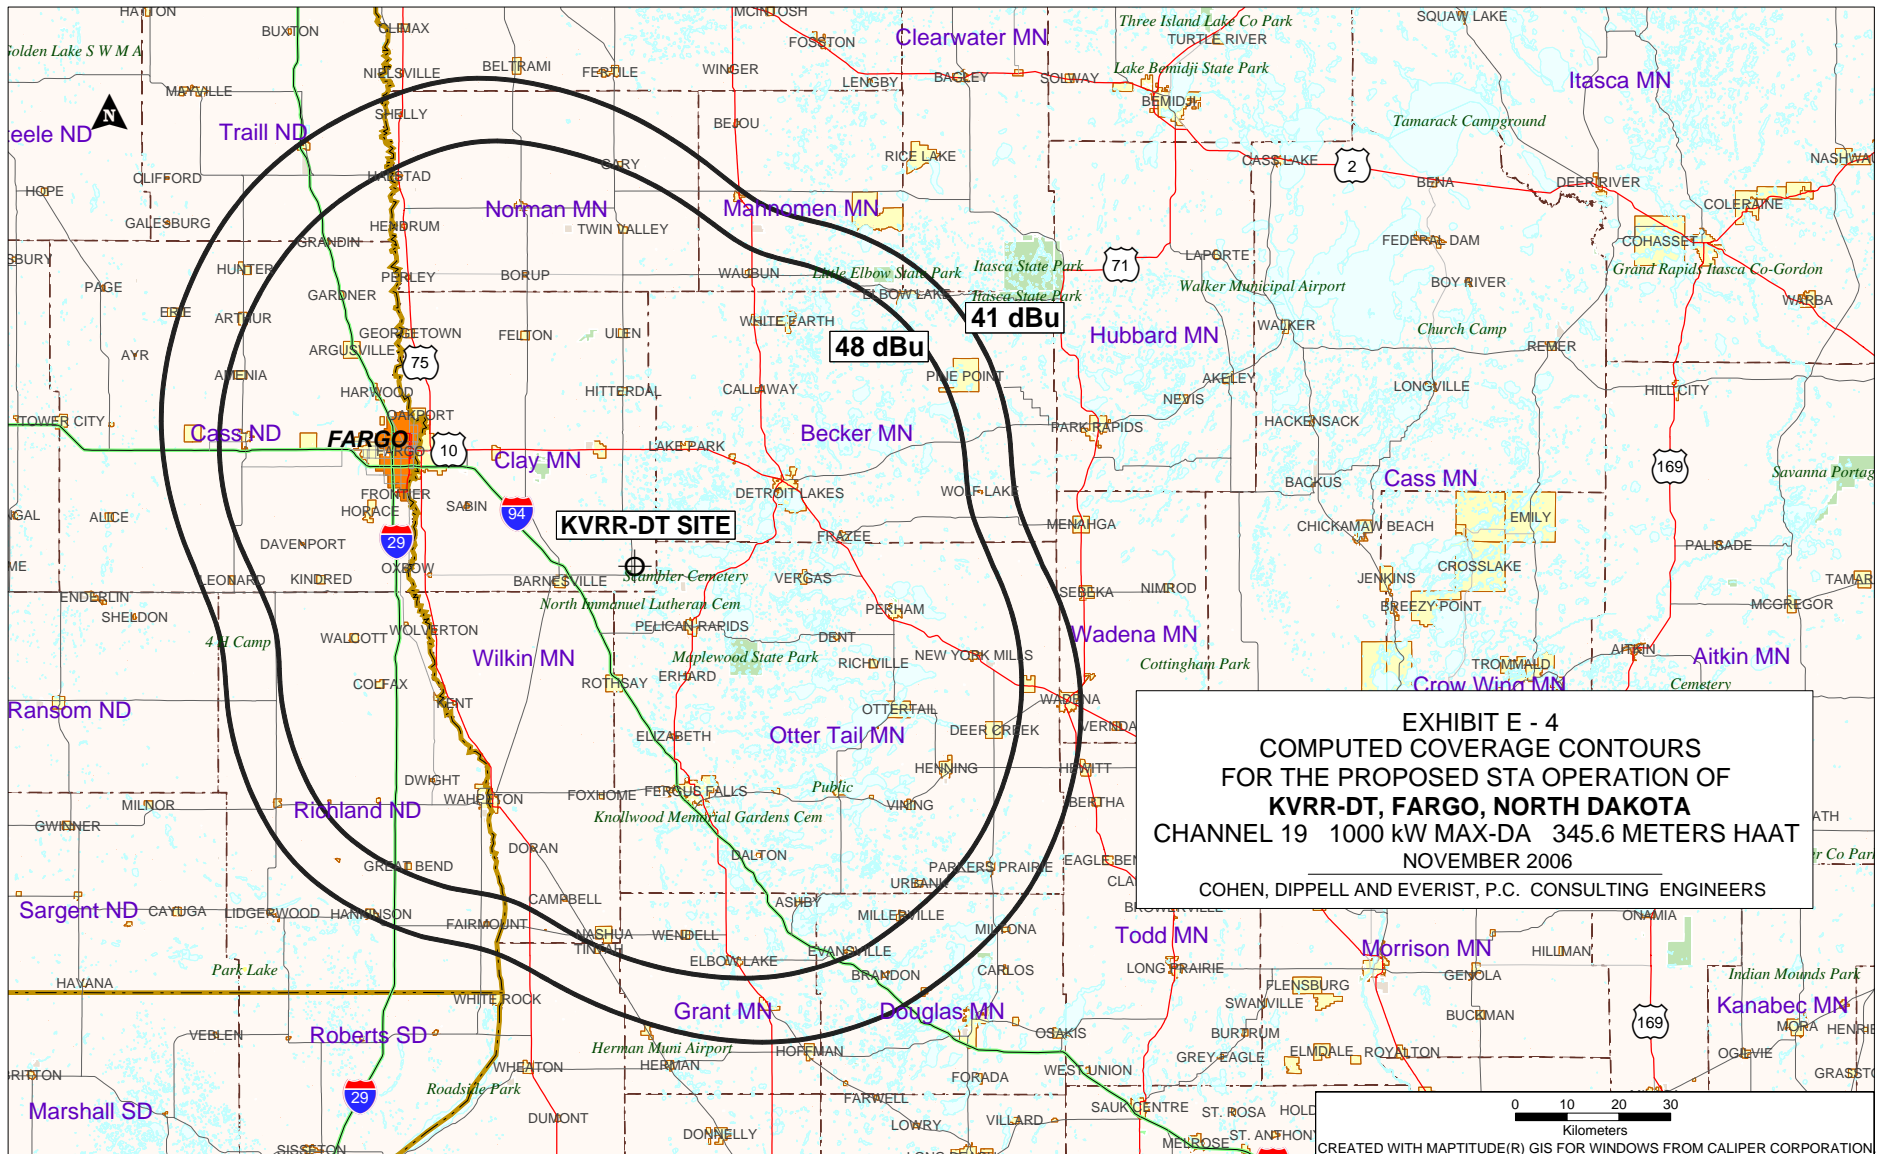 HATTON
BUXTON
CLIMAX
MCINTOSH
FOSSTON
Clearwater MN
Three Island Lake Co Park
TURTLE RIVER
SQUAW LAKE
Golden Lake S W M A
NIELSVILLE
BELTRAMI
FERTILE
WINGER
LENGBY
BAGLEY
SOLWAY
Lake Bemidji State Park
Itasca MN
MAYVILLE
SHELLY
BEJOU
BEMIDJI
Tamarack Campground
N
Traill ND
RICE LAKE
CASS LAKE
2
GARY
HOPE
CLIFFORD
HALSTAD
BENA
DEER RIVER
Norman MN
Mahnomen MN
COLERAINE
GALESBURG
HENDRUM
TWIN VALLEY
GRANDIN
FEDERAL DAM
COHASSET
HUNTER
PERLEY
BORUP
WAUBUN
Little Elbow State Park
Itasca State Park
71
LAPORTE
Grand Rapids Itasca Co-Gordon
PAGE
GARDNER
ELBOW LAKE
Itasca State Park
Walker Municipal Airport
BOY RIVER
WARBA
ERIE
ARTHUR
GEORGETOWN
FELTON
ULEN
WHITE EARTH
41 dBu
Hubbard MN
WALKER
Church Camp
AYR
ARGUSVILLE
75
48 dBu
REMER
AMENIA
HARWOOD
HITTERDAL
CALLAWAY
PINE POINT
AKELEY
LONGVILLE
HILL CITY
NEVIS
TOWER CITY
OAKPORT
HACKENSACK
Cass ND
FARGO
FARGO
10
Clay MN
LAKE PARK
Becker MN
PARK RAPIDS
169
Savanna Portag
Cass MN
FRONTIER
SABIN
94
DETROIT LAKES
WOLF LAKE
BACKUS
ALICE
HORACE
KVRR-DT SITE
MENAHGA
CHICKAMAW BEACH
EMILY
DAVENPORT
29
FRAZEE
PALISADE
LEONARD
KINDRED
OXBOW
BARNESVILLE
Stambler Cemetery
VERGAS
SEBEKA
NIMROD
JENKINS
CROSSLAKE
ENDERLIN
North Immanuel Lutheran Cem
BREEZY POINT
MCGREGOR
SHELDON
PERHAM
4 H Camp
WALCOTT
WOLVERTON
PELICAN RAPIDS
DENT
Wadena MN
Wilkin MN
Maplewood State Park
RICHVILLE
NEW YORK MILLS
Cottingham Park
TROMMALD
AITKIN
Aitkin MN
COLFAX
ROTHSAY
ERHARD
Crow Wing MN
Cemetery
Ransom ND
KENT
OTTERTAIL
WADENA
ELIZABETH
Otter Tail MN
DEER CREEK
VERNDA
EXHIBIT E - 4
COMPUTED COVERAGE CONTOURS
FOR THE PROPOSED STA OPERATION OF
KVRR-DT, FARGO, NORTH DAKOTA
CHANNEL 19 1000 kW MAX-DA 345.6 METERS HAAT
NOVEMBER 2006
COHEN, DIPPELL AND EVERIST, P.C. CONSULTING ENGINEERS
DWIGHT
HENNING
HEWITT
MILNOR
Richland ND
WAHPETON
FOXHOME
FERGUS FALLS
Public
VINING
BERTHA
GWINNER
Knollwood Memorial Gardens Cem
DORAN
DALTON
GREAT BEND
PARKERS PRAIRIE
EAGLE BEN
URBANK
Sargent ND
CAYUGA
LIDGERWOOD
HANKINSON
CAMPBELL
ASHBY
MILLERVILLE
FAIRMOUNT
NASHUA
WENDELL
MILTONA
BROWERVILLE
ONAMIA
TINTAH
EVANSVILLE
Todd MN
Morrison MN
HILLMAN
Park Lake
ELBOW LAKE
BRANDON
CARLOS
LONG PRAIRIE
GENOLA
Indian Mounds Park
HAVANA
WHITE ROCK
FLENSBURG
SWANVILLE
Kanabec MN
Roberts SD
Grant MN
Douglas MN
BUCKMAN
169
VEBLEN
OSAKIS
BURTRUM
MORA
Herman Muni Airport
HOFFMAN
GREY EAGLE
ELMDALE
ROYALTON
OGILVIE
HERMAN
WHEATON
WEST UNION
Roadside Park
FORADA
29
FARWELL
SAUK CENTRE
Marshall SD
DUMONT
LOWRY
VILLARD
ST. ROSA
DONNELLY
ST. ANTHON
SISSETON
MELROSE
0 10 20 30
Kilometers
CREATED WITH MAPTITUDE(R) GIS FOR WINDOWS FROM CALIPER CORPORATION